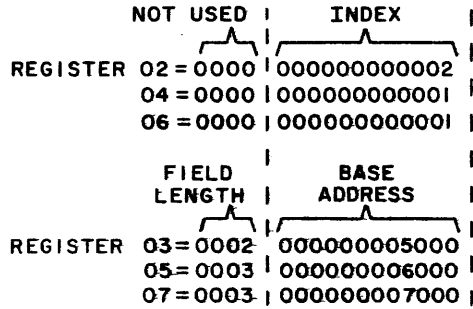 NOT USED INDEX
REGISTER 02=0000 000000000002
04=0000 000000000001
06=0000 000000000001
FIELD LENGTH BASE ADDRESS
REGISTER 03=0002 000000005000
05=0003 000000006000
07=0003 000000007000